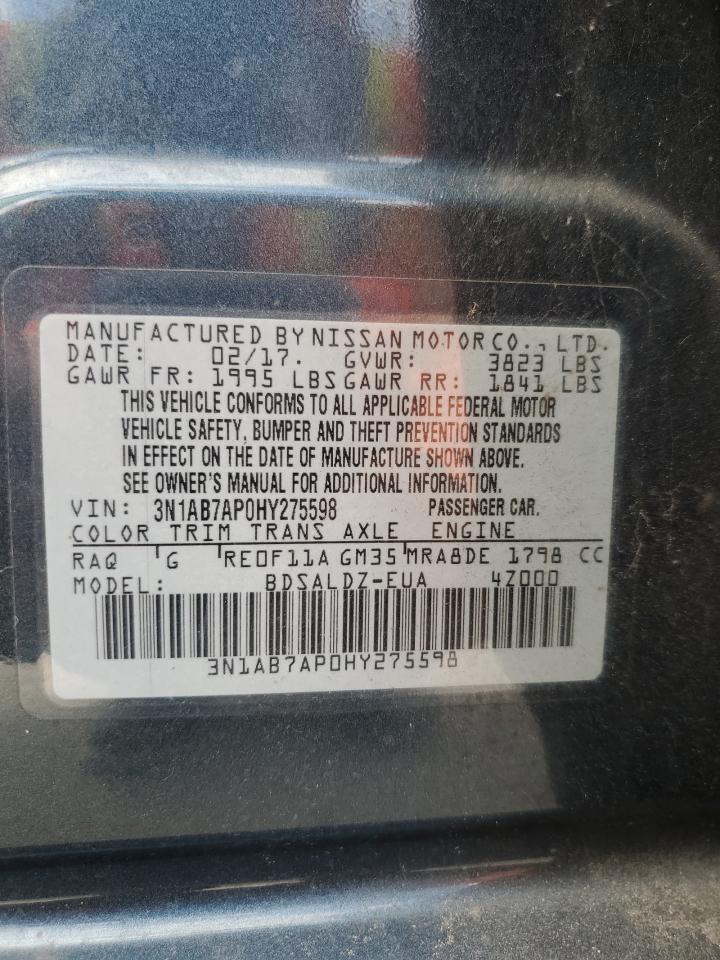 MANUFACTURED BY NISSAN MOTOR CO., LTD.
DATE: 02/17. GVWR: 3823 LBS
GAWR FR: 1995 LBS GAWR RR: 1841 LBS
THIS VEHICLE CONFORMS TO ALL APPLICABLE FEDERAL MOTOR
VEHICLE SAFETY, BUMPER AND THEFT PREVENTION STANDARDS
IN EFFECT ON THE DATE OF MANUFACTURE SHOWN ABOVE.
SEE OWNER'S MANUAL FOR ADDITIONAL INFORMATION.
VIN: 3N1AB7AP0HY275598 PASSENGER CAR.
COLOR TRIM TRANS AXLE ENGINE
RAQ G RE0F11A GM35 MRA8DE 1798 CC
MODEL: BDSALDZ-EUA 4Z000
3N1AB7AP0HY275598